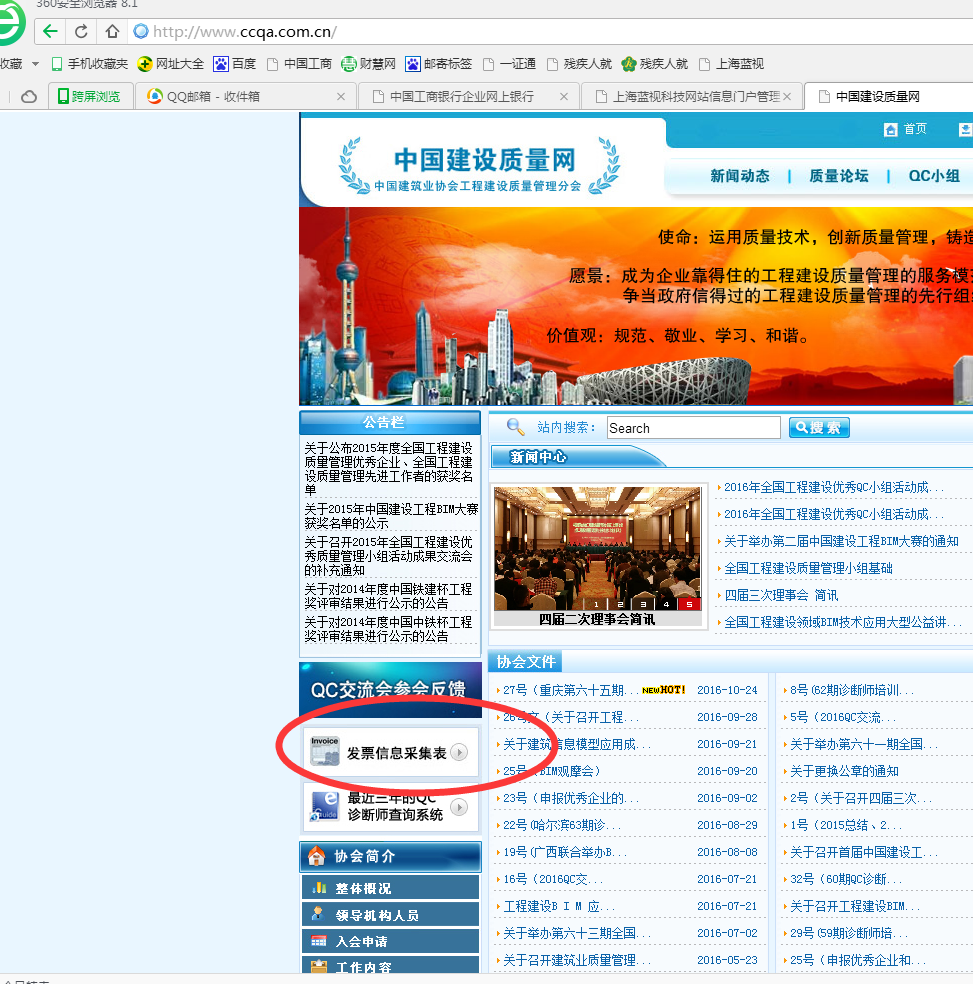 360安全浏览器 8.1
http://www.ccqa.com.cn/
收藏 手机收藏夹 网址大全 百度 中国工商 财慧网 邮客标签 一证通 残疾人就 残疾人就 上海蓝视
跨屏浏览 QQ邮箱 - 收件箱 中国工商银行企业网上银行 上海蓝视科技网站信息门户管理 中国建设质量网
首页
中国建设质量网
中国建筑业协会工程建设质量管理分会
新闻动态 | 质量论坛 | QC小组
使命：运用质量技术，创新质量管理，铸造
愿景：成为企业靠得住的工程建设质量管理的服务模
争当政府信得过的工程建设质量管理的先行组
价值观：规范、敬业、学习、和谐。
公告栏
关于公布2015年度全国工程建设
质量管理优秀企业、全国工程建
设质量管理先进工作者的获奖名
单
关于2015年中国建设工程BIM大赛
获奖名单的公示
关于召开2015年全国工程建设优
秀质量管理小组活动成果交流会
的补充通知
关于对2014年度中国铁建杯工程
奖评审结果进行公示的公告
关于对2014年度中国中铁杯工程
奖评审结果进行公示的公告
QC交流会参会反馈
Invoice
发票信息采集表
Guide
最近三年的QC
诊断师查询系统
协会简介
整体概况
领导机构人员
入会申请
工作内容
站内搜索： Search 搜 索
新闻中心
1 2 3 4 5
四届二次理事会简讯
2016年全国工程建设优秀QC小组活动成...
2016年全国工程建设优秀QC小组活动成...
关于举办第二届中国建设工程BIM大赛的通知
全国工程建设质量管理小组基础
四届三次理事会 简讯
全国工程建设领域BIM技术应用大型公益讲...
协会文件
27号（重庆第六十五期... NEW HOT! 2016-10-24
26号文（关于召开工程... 2016-09-28
关于建筑信息模型应用成... 2016-09-21
25号（BIM观摩会） 2016-09-20
23号（申报优秀企业的... 2016-09-02
22号(哈尔滨63期诊... 2016-08-29
19号(广西联合举办B... 2016-08-08
16号（2016QC交... 2016-07-21
工程建设B I M 应... 2016-07-21
关于举办第六十三期全国... 2016-07-02
关于召开建筑业质量管理... 2016-05-23
8号(62期诊断师培训...
5号（2016QC交流...
关于举办第六十一期全国...
关于更换公章的通知
2号（关于召开四届三次...
1号（2015总结、2...
关于召开首届中国建设工...
32号（60期QC诊断...
关于召开工程建设BIM...
29号(59期诊断师培...
25号（申报优秀企业和...